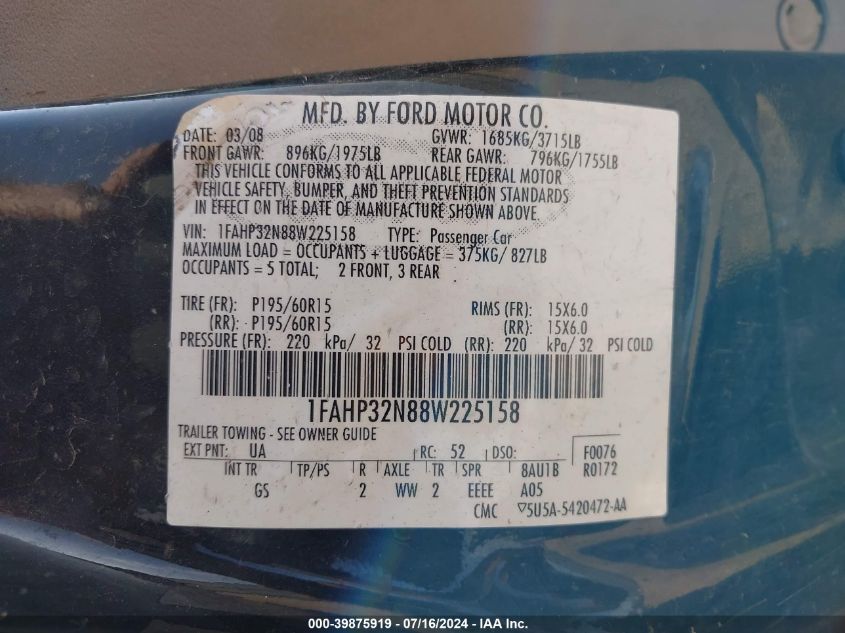 MFD. BY FORD MOTOR CO.
DATE: 03/08 GVWR: 1685KG/3715LB
FRONT GAWR: 896KG/1975LB REAR GAWR: 796KG/1755LB
THIS VEHICLE CONFORMS TO ALL APPLICABLE FEDERAL MOTOR
VEHICLE SAFETY, BUMPER, AND THEFT PREVENTION STANDARDS
IN EFFECT ON THE DATE OF MANUFACTURE SHOWN ABOVE.
VIN: 1FAHP32N88W225158 TYPE: Passenger Car
MAXIMUM LOAD = OCCUPANTS + LUGGAGE = 375KG/ 827LB
OCCUPANTS = 5 TOTAL; 2 FRONT, 3 REAR
TIRE (FR): P195/60R15 RIMS (FR): 15X6.0
(RR): P195/60R15 (RR): 15X6.0
PRESSURE (FR): 220 kPa/ 32 PSI COLD (RR): 220 kPa/ 32 PSI COLD
1FAHP32N88W225158
TRAILER TOWING - SEE OWNER GUIDE
EXT PNT: UA RC: 52 DSO: F0076
INT TR TP/PS R AXLE TR SPR 8AU1B R0172
GS 2 WW 2 EEEE A05
CMC ▽5U5A-5420472-AA
000-39875919 / 07/16/2024 - IAA Inc.